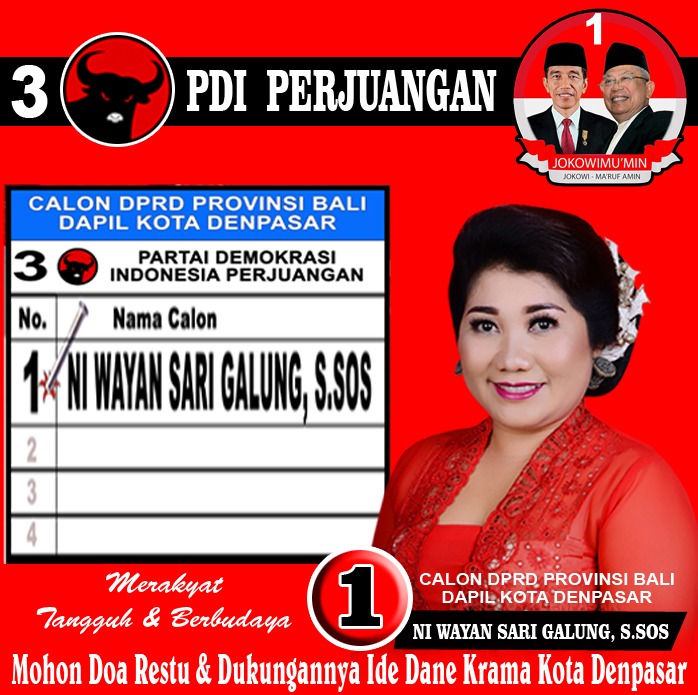 3 PDI PERJUANGAN
1
JOKOWIMU'MIN
JOKOWI - MA'RUF AMIN
CALON DPRD PROVINSI BALI
DAPIL KOTA DENPASAR
3 PARTAI DEMOKRASI
INDONESIA PERJUANGAN
No. Nama Calon
1 NI WAYAN SARI GALUNG, S.SOS
2
3
4
Merakyat
Tangguh & Berbudaya
1
CALON DPRD PROVINSI BALI
DAPIL KOTA DENPASAR
NI WAYAN SARI GALUNG, S.SOS
Mohon Doa Restu & Dukungannya Ide Dane Krama Kota Denpasar